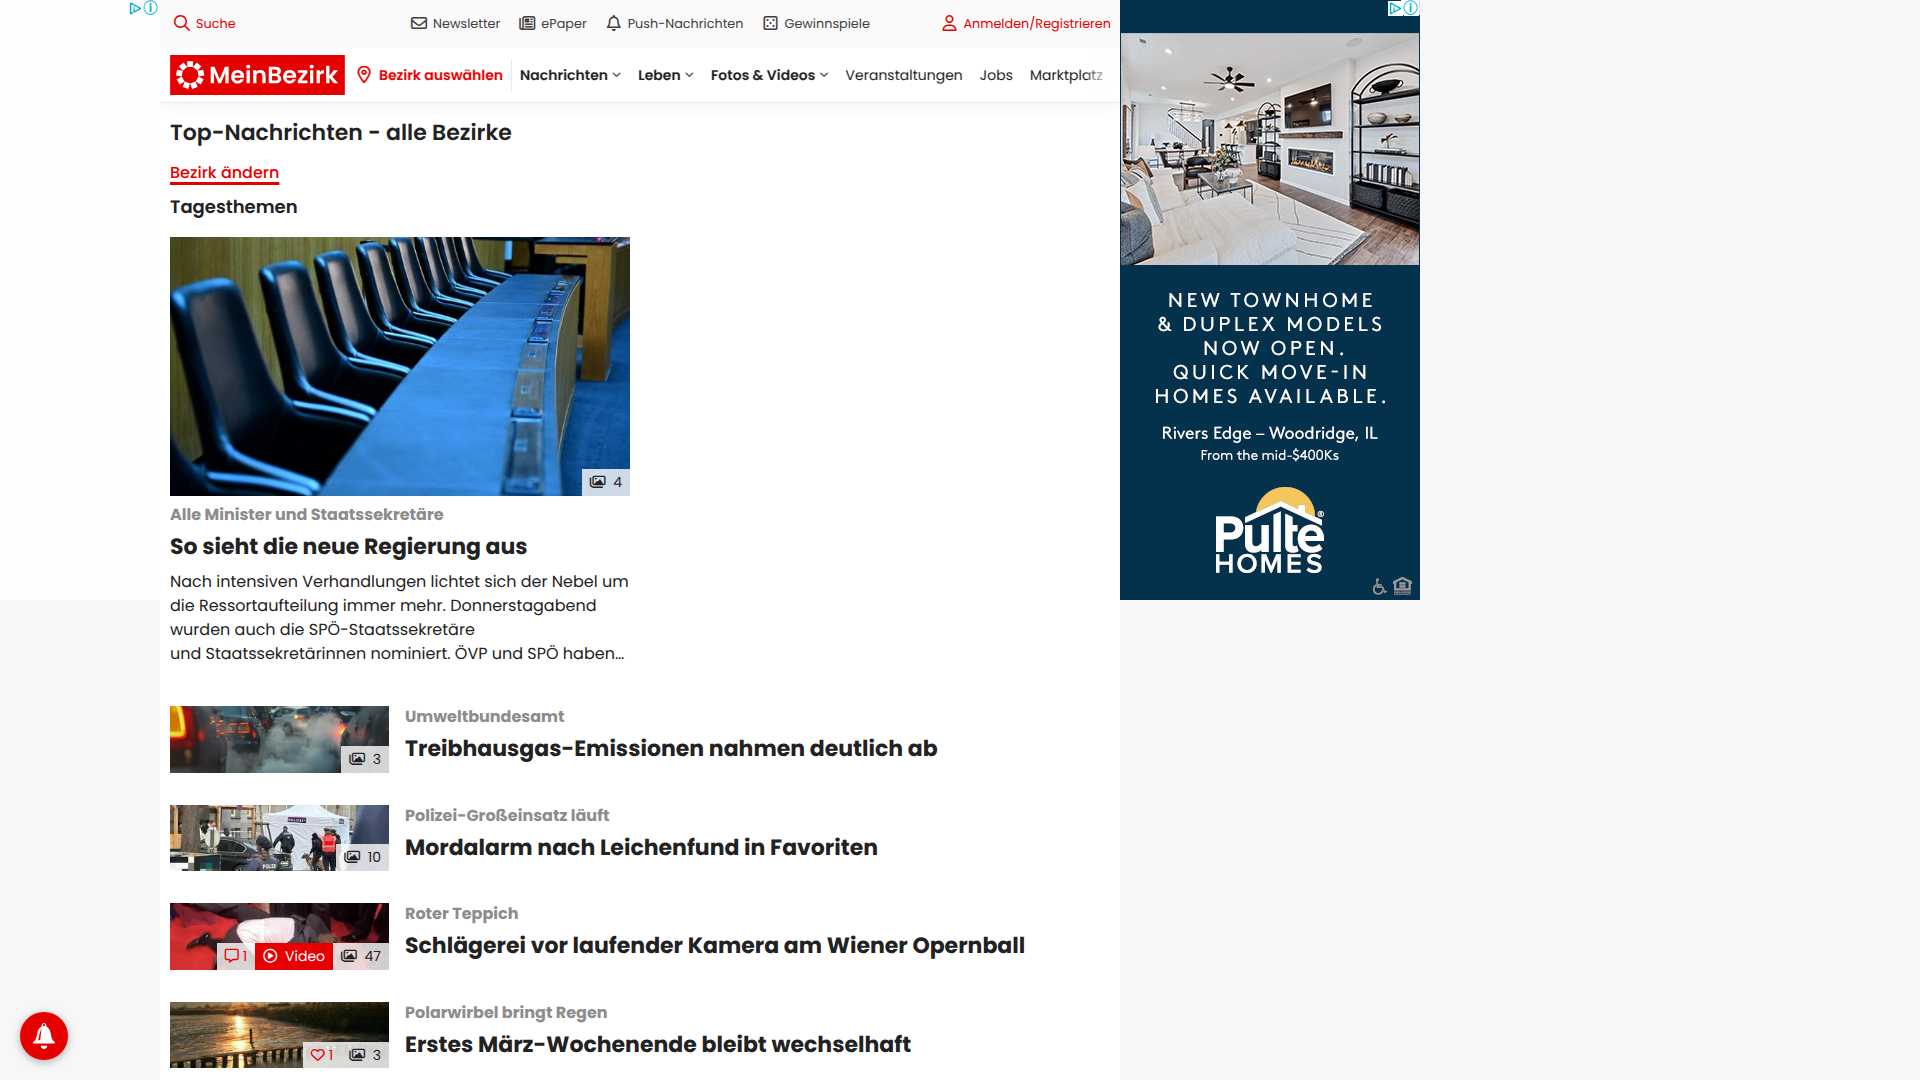 Suche
Newsletter
ePaper
Push-Nachrichten
Gewinnspiele
Anmelden/Registrieren
MeinBezirk
Bezirk auswählen
Nachrichten
Leben
Fotos & Videos
Veranstaltungen
Jobs
Marktplatz
Top-Nachrichten - alle Bezirke
Bezirk ändern
Tagesthemen
4
Alle Minister und Staatssekretäre
So sieht die neue Regierung aus
Nach intensiven Verhandlungen lichtet sich der Nebel um
die Ressortaufteilung immer mehr. Donnerstagabend
wurden auch die SPÖ-Staatssekretäre
und Staatssekretärinnen nominiert. ÖVP und SPÖ haben...
3
Umweltbundesamt
Treibhausgas-Emissionen nahmen deutlich ab
10
Polizei-Großeinsatz läuft
Mordalarm nach Leichenfund in Favoriten
1
Video
47
Roter Teppich
Schlägerei vor laufender Kamera am Wiener Opernball
1
3
Polarwirbel bringt Regen
Erstes März-Wochenende bleibt wechselhaft
NEW TOWNHOME
& DUPLEX MODELS
NOW OPEN.
QUICK MOVE-IN
HOMES AVAILABLE.
Rivers Edge – Woodridge, IL
From the mid-$400Ks
Pulte®
HOMES